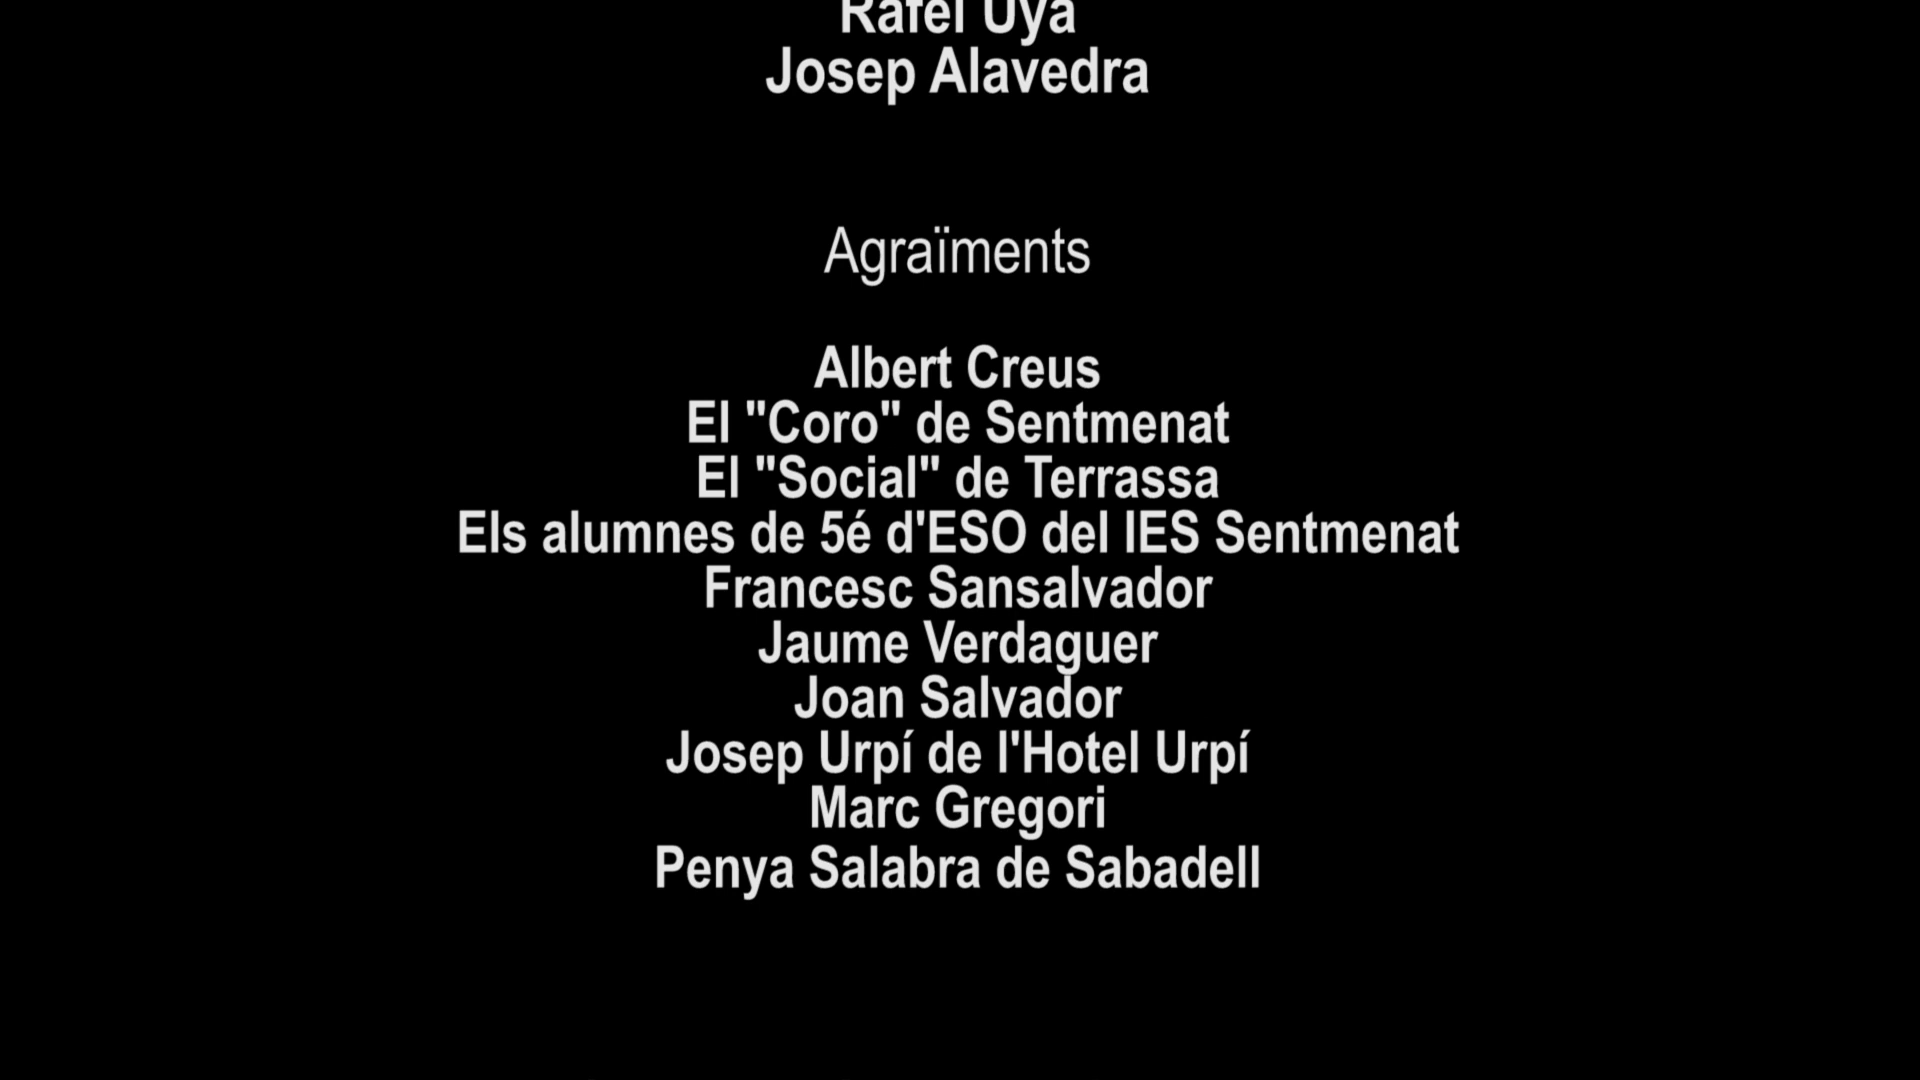 Rafel Uyà
Josep Alavedra
Agraïments
Albert Creus
El "Coro" de Sentmenat
El "Social" de Terrassa
Els alumnes de 5é d'ESO del IES Sentmenat
Francesc Sansalvador
Jaume Verdaguer
Joan Salvador
Josep Urpí de l'Hotel Urpí
Marc Gregori
Penya Salabra de Sabadell